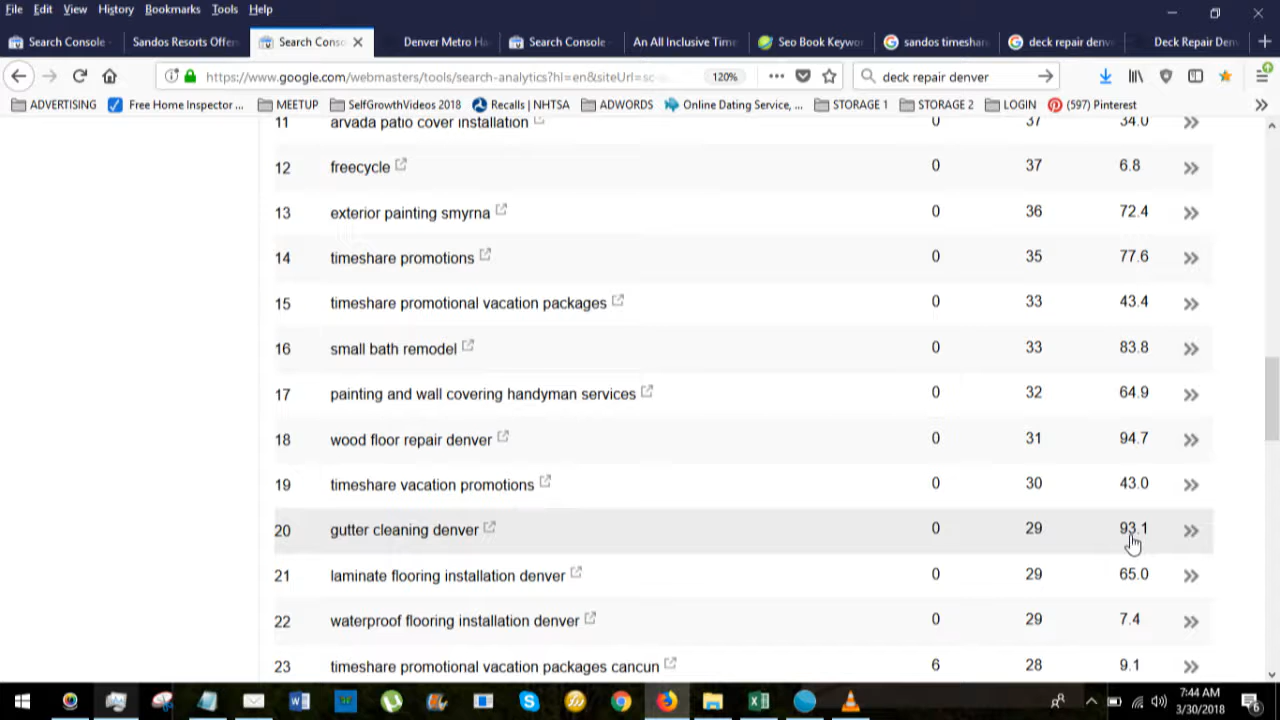 File Edit View History Bookmarks Tools Help
Search Console - Sandos Resorts Offer Search Conso Denver Metro Ha Search Console - An All Inclusive Time Seo Book Keywor sandos timeshare deck repair denve Deck Repair Den
https://www.google.com/webmasters/tools/search-analytics?hl=en&siteUrl=sc- 120% deck repair denver
ADVERTISING Free Home Inspector ... MEETUP SelfGrowthVideos 2018 Recalls | NHTSA ADWORDS Online Dating Service, ... STORAGE 1 STORAGE 2 LOGIN (597) Pinterest
11 arvada patio cover installation 0 37 34.0
12 freecycle 0 37 6.8
13 exterior painting smyrna 0 36 72.4
14 timeshare promotions 0 35 77.6
15 timeshare promotional vacation packages 0 33 43.4
16 small bath remodel 0 33 83.8
17 painting and wall covering handyman services 0 32 64.9
18 wood floor repair denver 0 31 94.7
19 timeshare vacation promotions 0 30 43.0
20 gutter cleaning denver 0 29 93.1
21 laminate flooring installation denver 0 29 65.0
22 waterproof flooring installation denver 0 29 7.4
23 timeshare promotional vacation packages cancun 6 28 9.1
7:44 AM
3/30/2018
6